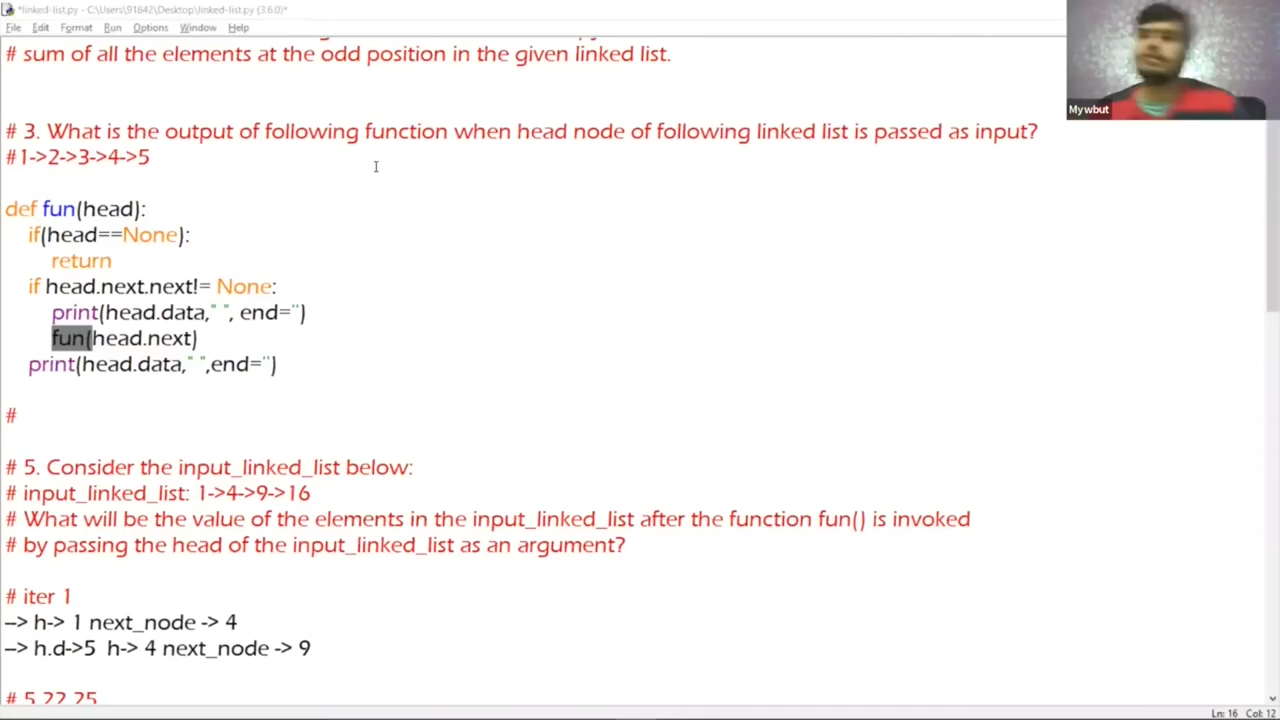 *linked-list.py - C:\Users\91842\Desktop\linked-list.py (3.6.0)*
File Edit Format Run Options Window Help
# sum of all the elements at the odd position in the given linked list.
Mywbut
# 3. What is the output of following function when head node of following linked list is passed as input?
#1->2->3->4->5
def fun(head):
if(head==None):
return
if head.next.next!= None:
print(head.data," ", end='')
fun(head.next)
print(head.data," ",end='')
#
# 5. Consider the input_linked_list below:
# input_linked_list: 1->4->9->16
# What will be the value of the elements in the input_linked_list after the function fun() is invoked
# by passing the head of the input_linked_list as an argument?
# iter 1
--> h-> 1 next_node -> 4
--> h.d->5 h-> 4 next_node -> 9
# 5 22 25
Ln: 16 Col: 12